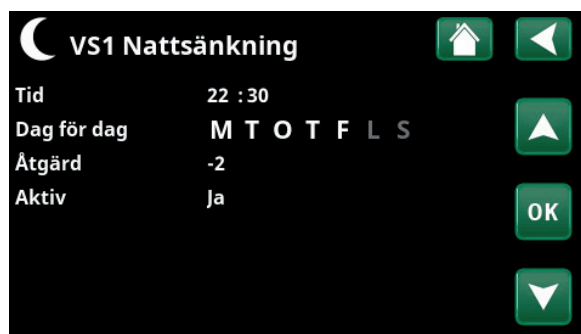 VS1 Nattsänkning
Tid 22 :30
Dag för dag M T O T F L S
Åtgärd -2
Aktiv Ja
OK